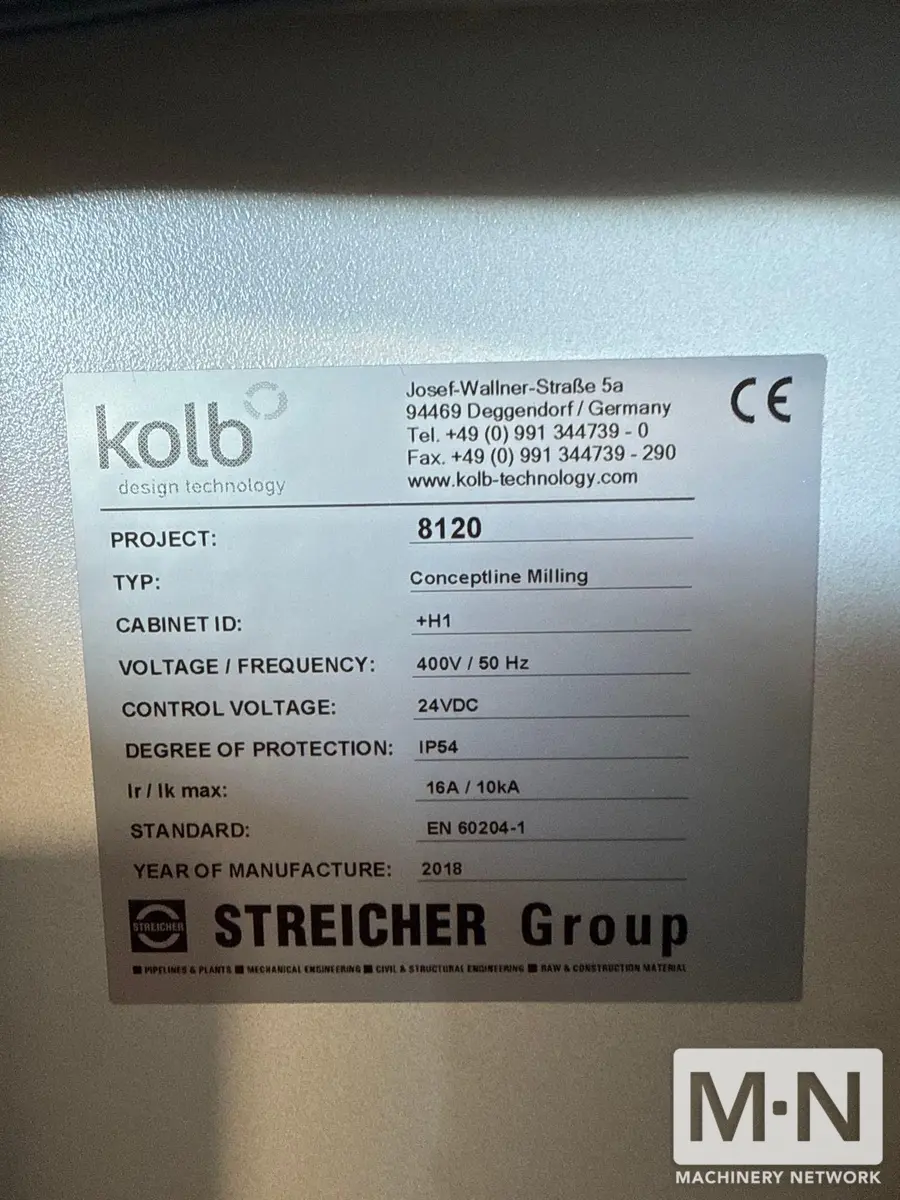 kolb
design technology
Josef-Wallner-Straße 5a
94469 Deggendorf / Germany
Tel. +49 (0) 991 344739 - 0
Fax. +49 (0) 991 344739 - 290
www.kolb-technology.com
CE
PROJECT: 8120
TYP: Conceptline Milling
CABINET ID: +H1
VOLTAGE / FREQUENCY: 400V / 50 Hz
CONTROL VOLTAGE: 24VDC
DEGREE OF PROTECTION: IP54
Ir / Ik max: 16A / 10kA
STANDARD: EN 60204-1
YEAR OF MANUFACTURE: 2018
STREICHER STREICHER Group
PIPELINES & PLANTS MECHANICAL ENGINEERING CIVIL & STRUCTURAL ENGINEERING RAW & CONSTRUCTION MATERIAL
M·N
MACHINERY NETWORK